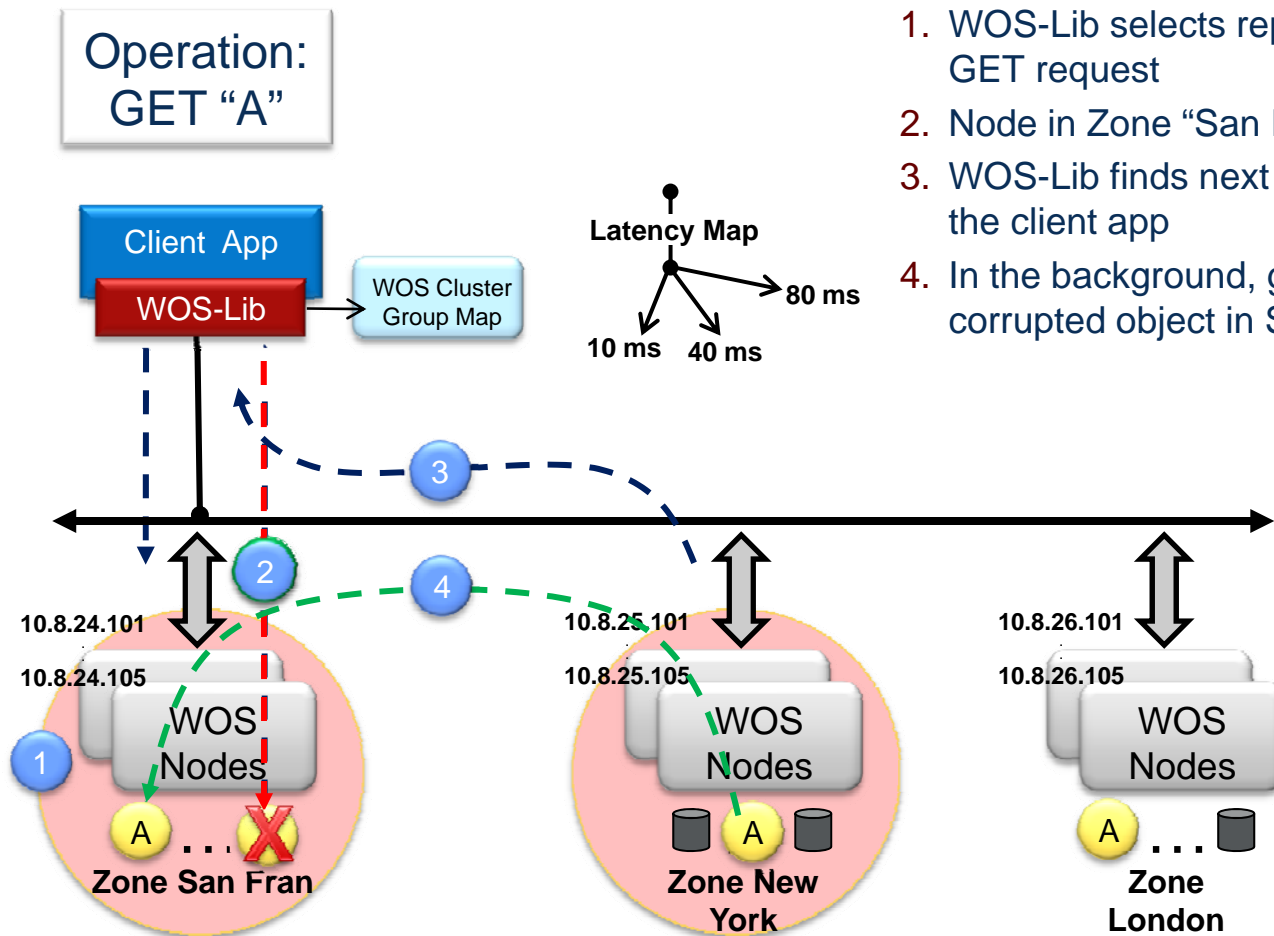 Operation:
GET “A”
1. WOS-Lib selects
GET request
2. Node in Zone “San
3. WOS-Lib finds next
the client app
4. In the background,
corrupted object in
Client App
WOS-Lib
WOS Cluster
Group Map
Latency Map
80 ms
10 ms
40 ms
3
2
4
10.8.24.101
10.8.24.105
10.8.25.101
10.8.25.105
10.8.26.101
10.8.26.105
WOS
Nodes
WOS
Nodes
WOS
Nodes
1
A
...
X
A
A
...
Zone San Fran
Zone New
York
Zone
London